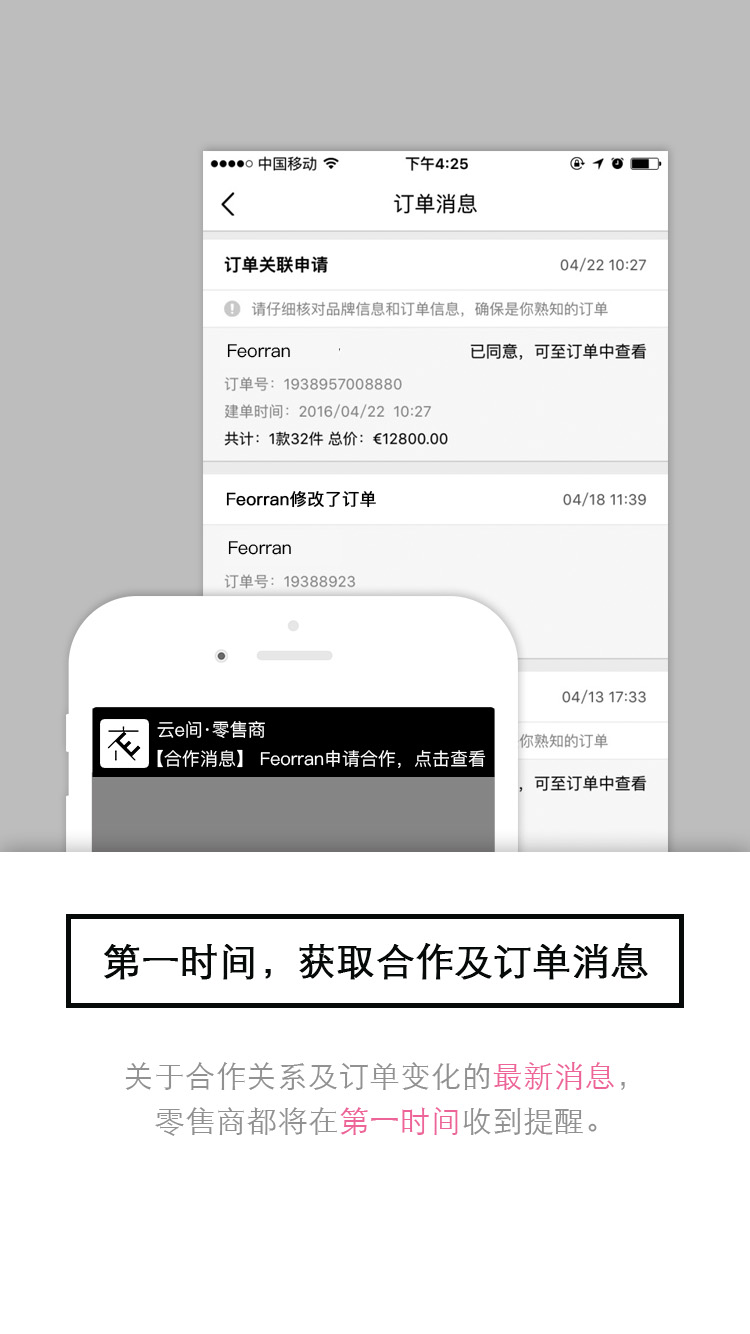 中国移动 下午4:25
订单消息
订单关联申请 04/22 10:27
请仔细核对品牌信息和订单信息，确保是你熟知的订单
Feorran 已同意，可至订单中查看
订单号：1938957008880
建单时间：2016/04/22 10:27
共计：1款32件 总价：€12800.00
Feorran修改了订单 04/18 11:39
Feorran
订单号：19388923
04/13 17:33
你熟知的订单
，可至订单中查看
云e间·零售商
【合作消息】 Feorran申请合作，点击查看
第一时间，获取合作及订单消息
关于合作关系及订单变化的最新消息，
零售商都将在第一时间收到提醒。